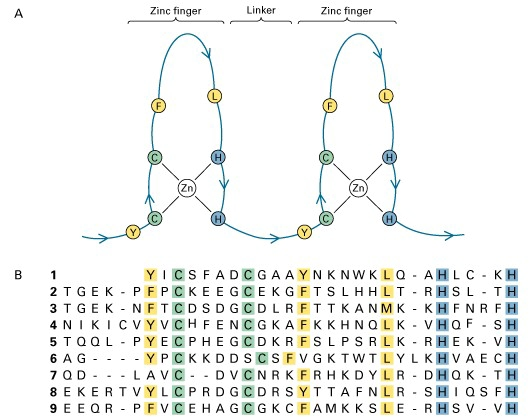 A
Zinc finger Linker Zinc finger
F L F L
C H C H
Zn Zn
C H C H
Y Y
B 1 Y I C S F A D C G A A Y N K N W K L Q - A H L C - K H
2 T G E K - P F P C K E E G C E K G F T S L H H L T - R H S L - T H
3 T G E K - N F T C D S D G C D L R F T T K A N M K - K H F N R F H
4 N I K I C V Y V C H F E N C G K A F K K H N Q L K - V H Q F - S H
5 T Q Q L - P Y E C P H E G C D K R F S L P S R L K - R H E K - V H
6 A G - - - - Y P C K K D D S C S F V G K T W T L Y L K H V A E C H
7 Q D - - - L A V C - - D V C N R K F R H K D Y L R - D H Q K - T H
8 E K E R T V Y L C P R D G C D R S Y T T A F N L R - S H I Q S F H
9 E E Q R - P F V C E H A G C G K C F A M K K S L E - R H S V - V H